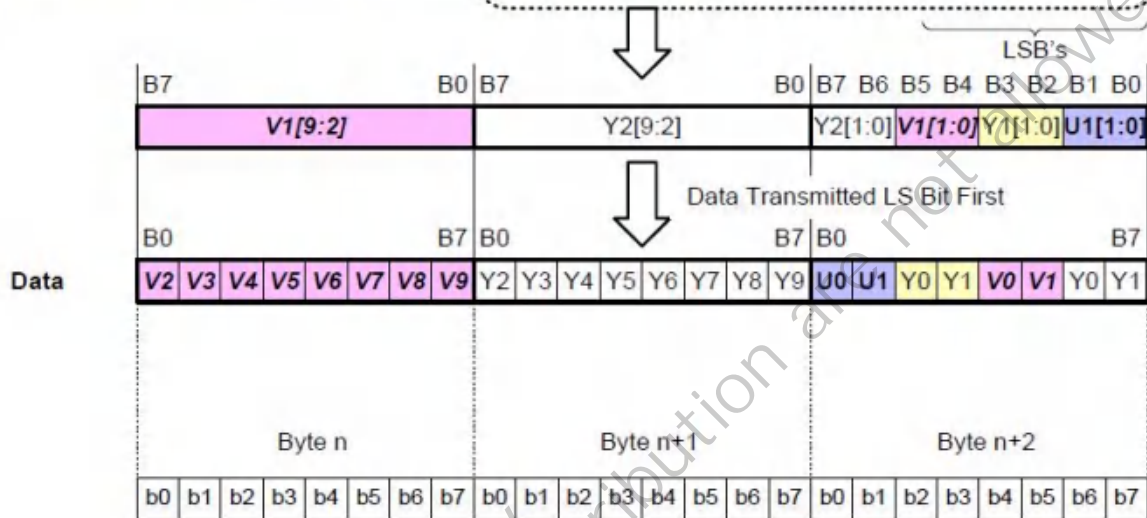 LSB's
B7 B0 B7 B0 B7 B6 B5 B4 B3 B2 B1 B0
V1[9:2] Y2[9:2] Y2[1:0] V1[1:0] Y1[1:0] U1[1:0]
Data Transmitted LS Bit First
B0 B7 B0 B7 B0 B7
Data V2 V3 V4 V5 V6 V7 V8 V9 Y2 Y3 Y4 Y5 Y6 Y7 Y8 Y9 U0 U1 Y0 Y1 V0 V1 Y0 Y1
Byte n Byte n+1 Byte n+2
b0 b1 b2 b3 b4 b5 b6 b7 b0 b1 b2 b3 b4 b5 b6 b7 b0 b1 b2 b3 b4 b5 b6 b7
are not